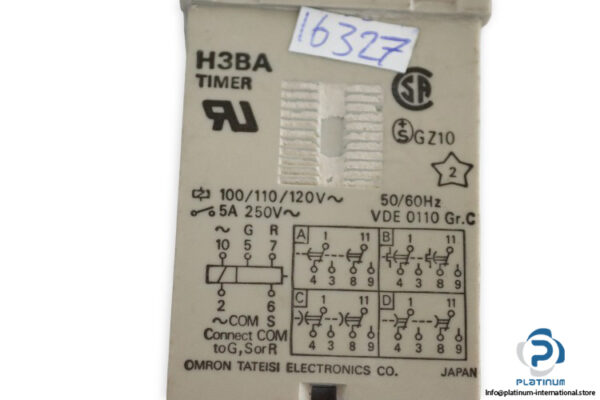 16327
H3BA
TIMER
SA
S GZ10
2
100/110/120V~ 50/60Hz
5A 250V~ VDE 0110 Gr.C
~ G R
10 5 7
2 6
~COM S
Connect COM
to G, S or R
A 1 11
4 3 8 9
B 1 11
4 3 8 9
C 1 11
4 3 8 9
D 1 11
4 3 8 9
OMRON TATEISI ELECTRONICS CO. JAPAN
PLATINUM
Info@platinum-international.store